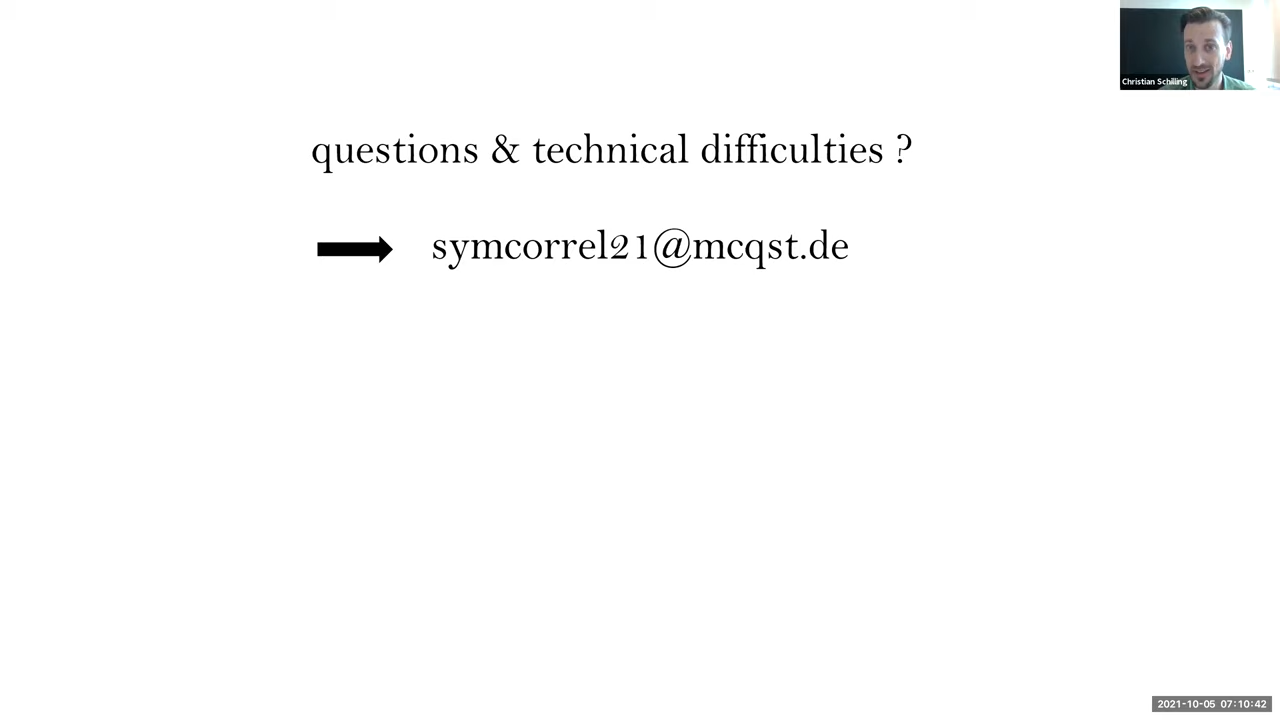 Christian Schilling
questions & technical difficulties ?
symcorrel21@mcqst.de
2021-10-05 07:10:42